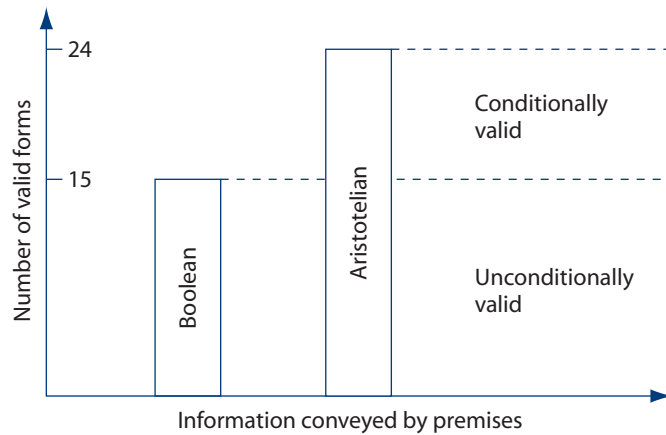 24
Conditionally
valid
15
Number of valid forms
Boolean
Aristotelian
Unconditionally
valid
Information conveyed by premises